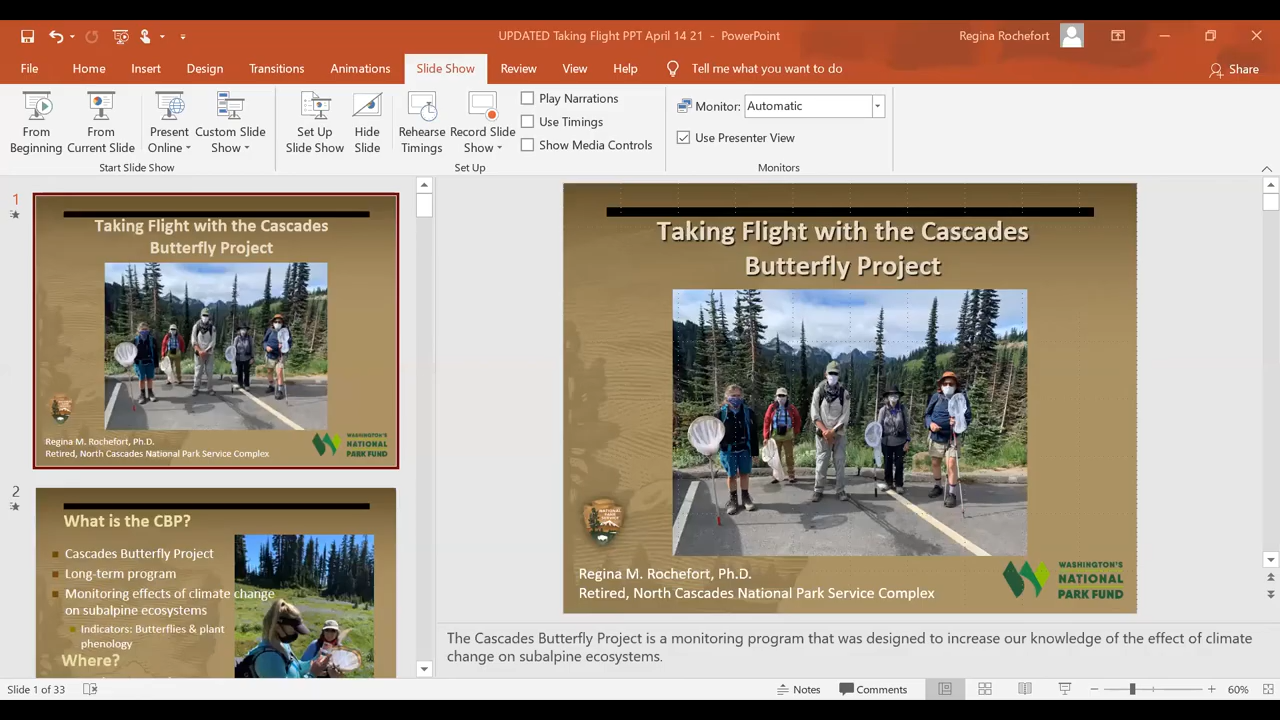 UPDATED Taking Flight PPT April 14 21 - PowerPoint
Regina Rochefort
File Home Insert Design Transitions Animations Slide Show Review View Help Tell me what you want to do Share
From Beginning
From Current Slide
Present Online
Custom Slide Show
Start Slide Show
Set Up Slide Show
Hide Slide
Rehearse Timings
Record Slide Show
Play Narrations
Use Timings
Show Media Controls
Set Up
Monitor: Automatic
Use Presenter View
Monitors
1
Taking Flight with the Cascades
Butterfly Project
Regina M. Rochefort, Ph.D.
Retired, North Cascades National Park Service Complex
WASHINGTON'S
NATIONAL
PARK FUND
2
What is the CBP?
Cascades Butterfly Project
Long-term program
Monitoring effects of climate change
on subalpine ecosystems
Indicators: Butterflies & plant
phenology
Where?
Taking Flight with the Cascades
Butterfly Project
NATIONAL
PARK
SERVICE
Regina M. Rochefort, Ph.D.
Retired, North Cascades National Park Service Complex
WASHINGTON'S
NATIONAL
PARK FUND
The Cascades Butterfly Project is a monitoring program that was designed to increase our knowledge of the effect of climate
change on subalpine ecosystems.
Slide 1 of 33
Notes Comments 60%